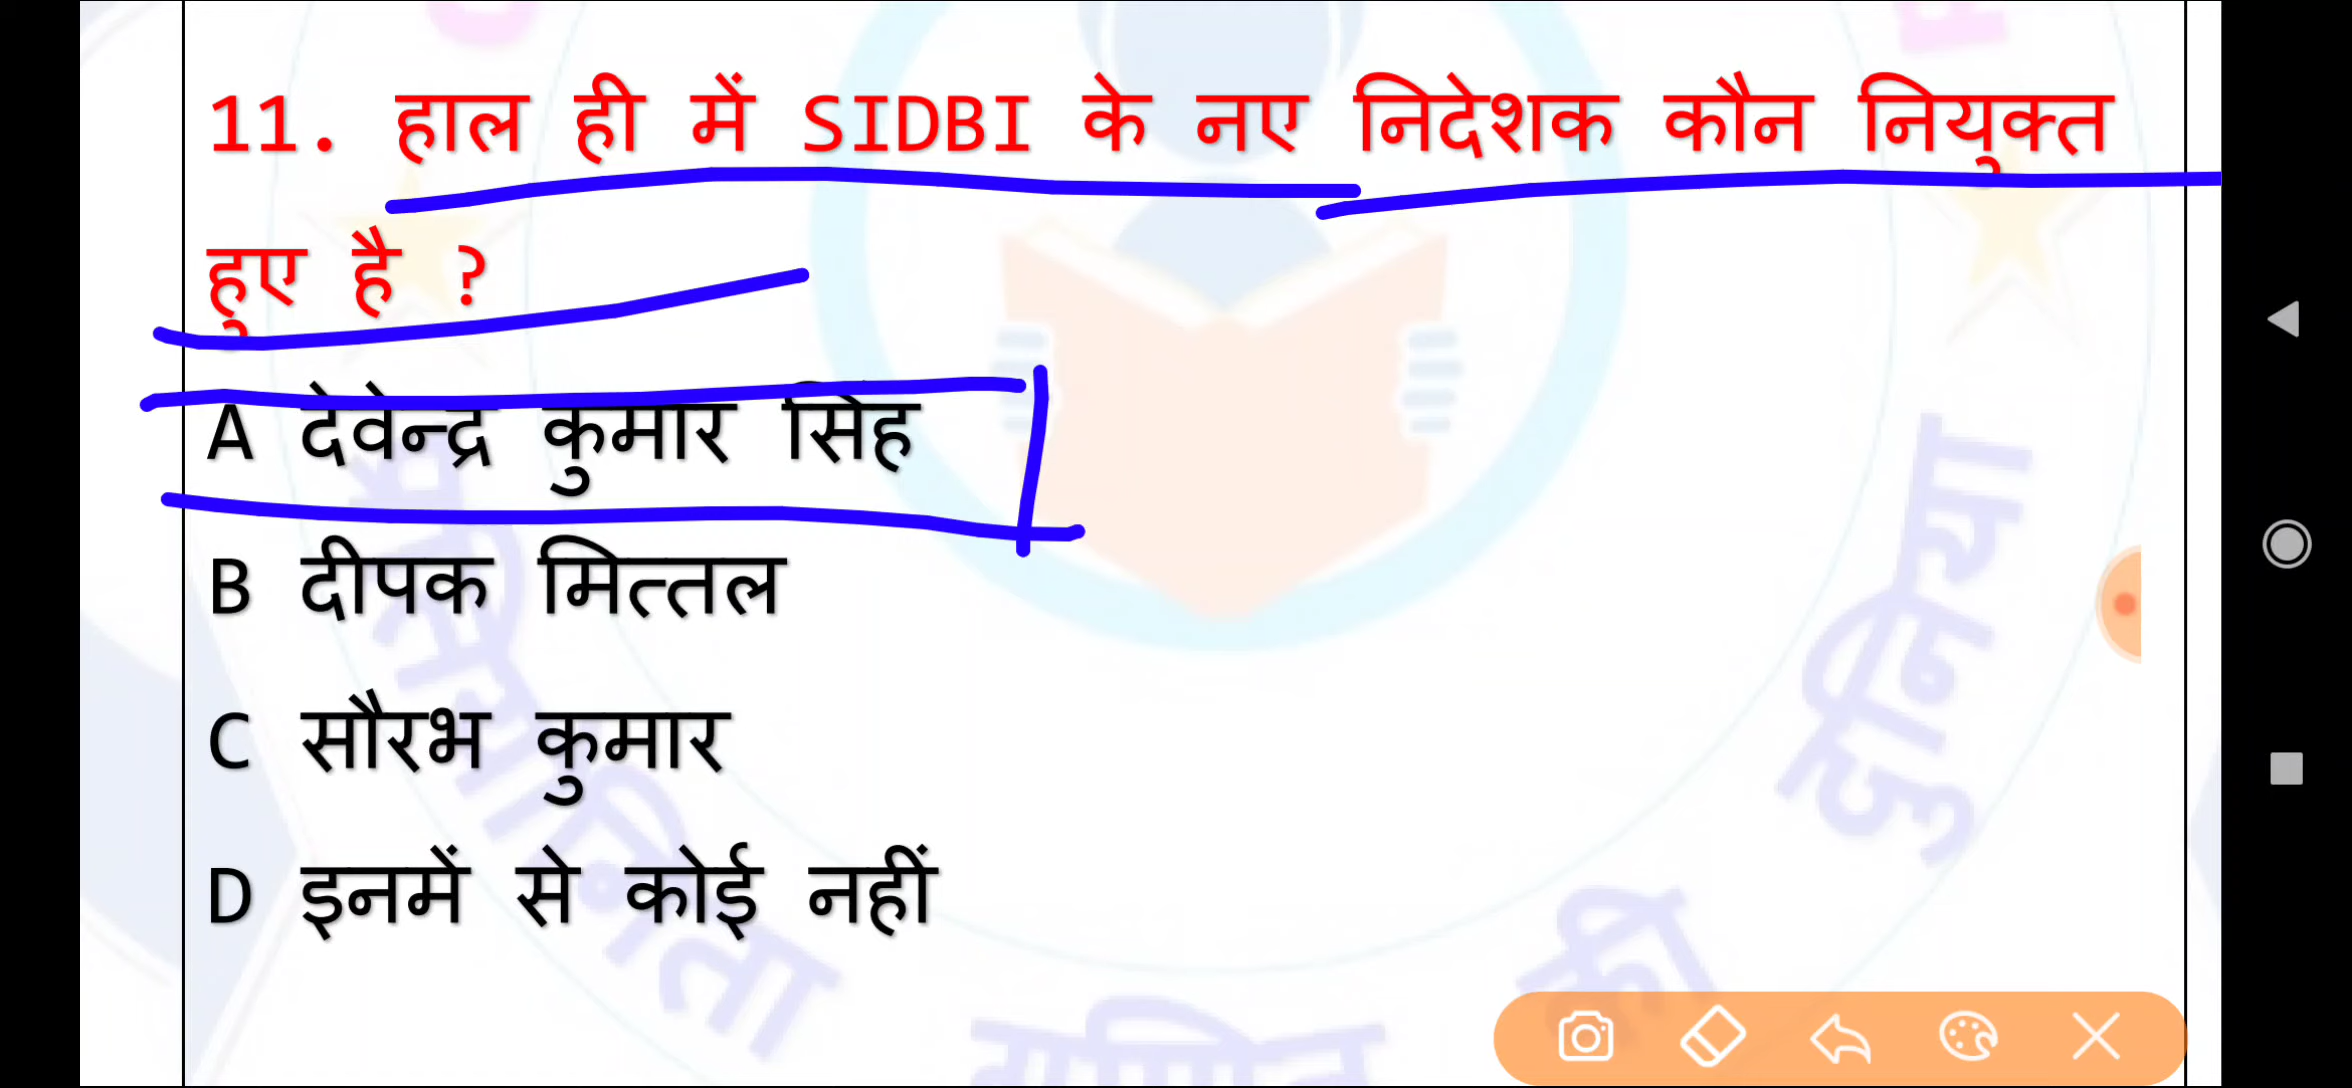 11. हाल ही में SIDBI के नए निदेशक कौन नियुक्त
हुए है ?
A देवेन्द्र कुमार सिंह
B दीपक मित्तल
C सौरभ कुमार
D इनमें से कोई नहीं
की दुनिया